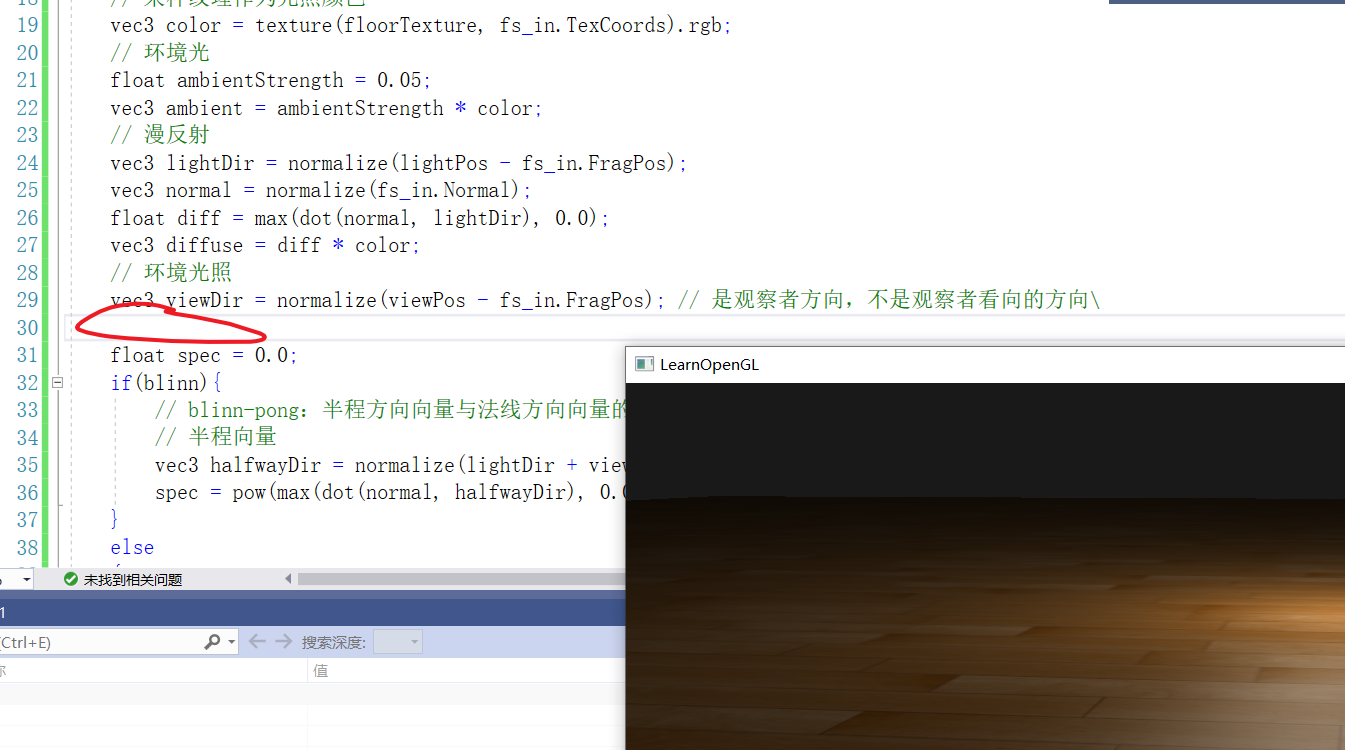 19 vec3 color = texture(floorTexture, fs_in.TexCoords).rgb;
20 // 环境光
21 float ambientStrength = 0.05;
22 vec3 ambient = ambientStrength * color;
23 // 漫反射
24 vec3 lightDir = normalize(lightPos - fs_in.FragPos);
25 vec3 normal = normalize(fs_in.Normal);
26 float diff = max(dot(normal, lightDir), 0.0);
27 vec3 diffuse = diff * color;
28 // 环境光照
29 vec3 viewDir = normalize(viewPos - fs_in.FragPos); // 是观察者方向，不是观察者看向的方向\
30
31 float spec = 0.0;
32 if(blinn){
33 // blinn-pong：半程方向向量与法线方向向量的
34 // 半程向量
35 vec3 halfwayDir = normalize(lightDir + view
36 spec = pow(max(dot(normal, halfwayDir), 0.0
37 }
38 else
LearnOpenGL
未找到相关问题
1
(Ctrl+E)
搜索深度:
称
值